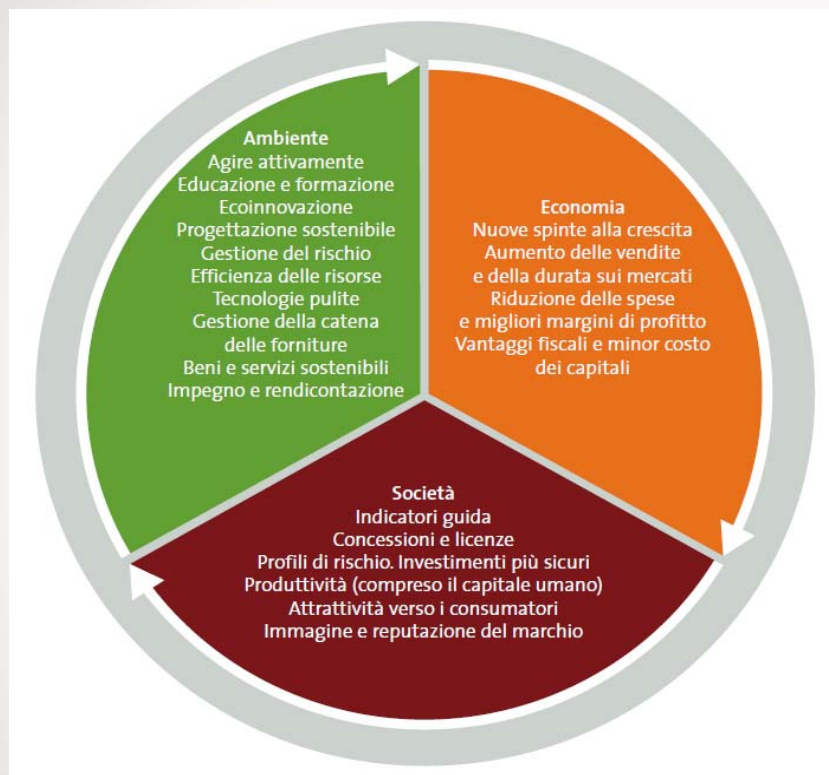 Ambiente
Agire attivamente
Educazione e formazione
Ecoinnovazione
Progettazione sostenibile
Gestione del rischio
Efficienza delle risorse
Tecnologie pulite
Gestione della catena
delle forniture
Beni e servizi sostenibili
Impegno e rendicontazione
Economia
Nuove spinte alla crescita
Aumento delle vendite
e della durata sui mercati
Riduzione delle spese
e migliori margini di profitto
Vantaggi fiscali e minor costo
dei capitali
Società
Indicatori guida
Concessioni e licenze
Profili di rischio. Investimenti più sicuri
Produttività (compreso il capitale umano)
Attrattività verso i consumatori
Immagine e reputazione del marchio